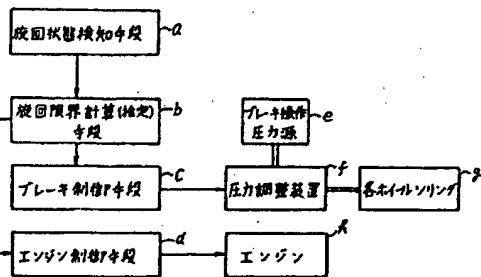 旋回状態検知手段
a
旋回限界計算(推定)
手段
b
ブレーキ操作
圧力源
e
ブレーキ制御手段
c
圧力調整装置
f
各ホイールシリンダ
g
エンジン制御手段
d
エンジン
h